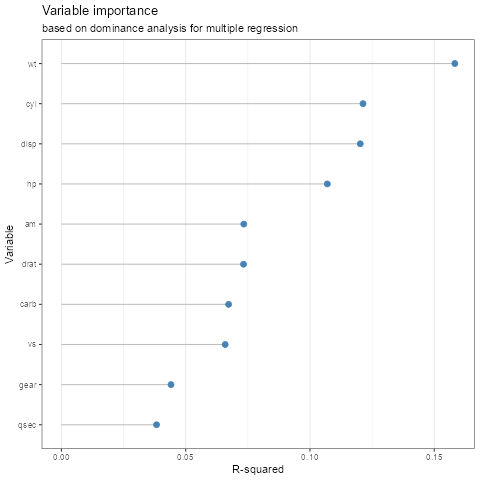 Variable importance
based on dominance analysis for multiple regression
wt
cyl
disp
hp
am
drat
carb
vs
gear
qsec
Variable
0.00 0.05 0.10 0.15
R-squared